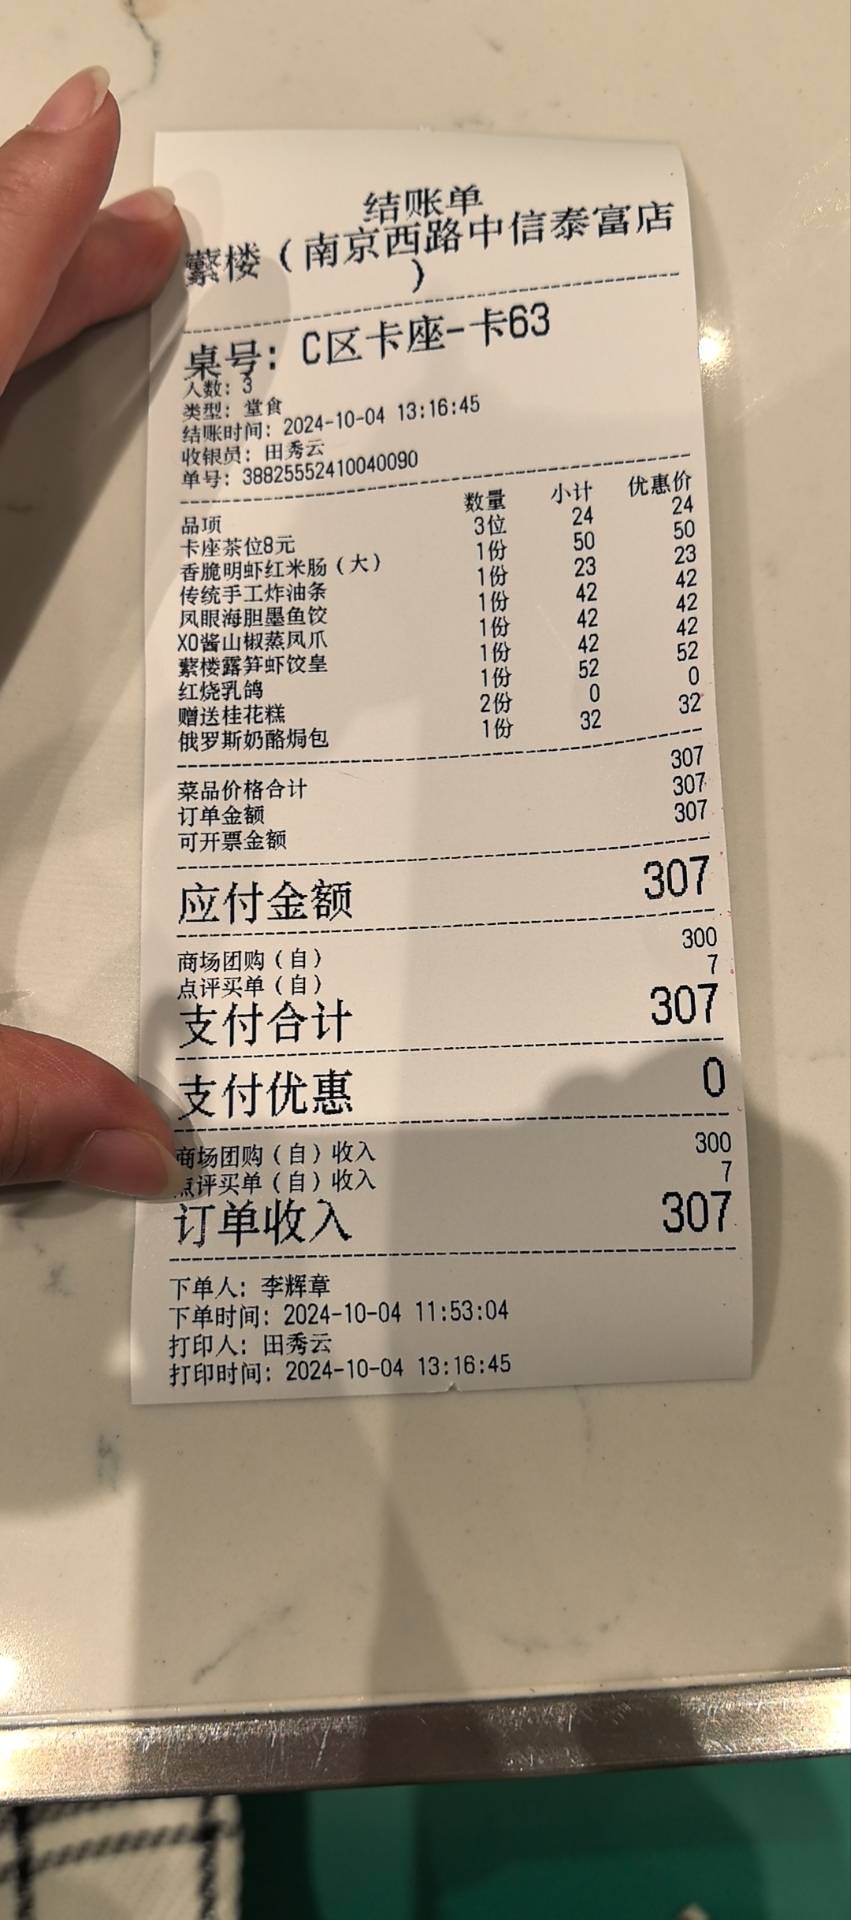 结账单
蘩楼（南京西路中信泰富店
）
桌号: C区卡座-卡63
人数: 3
类型: 堂食
结账时间: 2024-10-04 13:16:45
收银员: 田秀云
单号: 38825552410040090
品项 数量 小计 优惠价
卡座茶位8元 3位 24 24
香脆明虾红米肠（大） 1份 50 50
传统手工炸油条 1份 23 23
凤眼海胆墨鱼饺 1份 42 42
XO酱山椒蒸凤爪 1份 42 42
蘩楼露笋虾饺皇 1份 42 42
红烧乳鸽 1份 52 52
赠送桂花糕 2份 0 0
俄罗斯奶酪焗包 1份 32 32
菜品价格合计 307
订单金额 307
可开票金额 307
应付金额 307
商场团购（自） 300
点评买单（自） 7
支付合计 307
支付优惠 0
商场团购（自）收入 300
点评买单（自）收入 7
订单收入 307
下单人: 李辉章
下单时间: 2024-10-04 11:53:04
打印人: 田秀云
打印时间: 2024-10-04 13:16:45